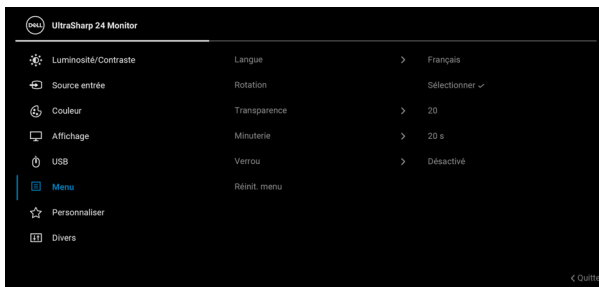 DELL UltraSharp 24 Monitor
Luminosité/Contraste Langue > Français
Source entrée Rotation Sélectionner ✓
Couleur Transparence > 20
Affichage Minuterie > 20 s
USB Verrou > Désactivé
Menu Réinit. menu
Personnaliser
Divers
< Quitte